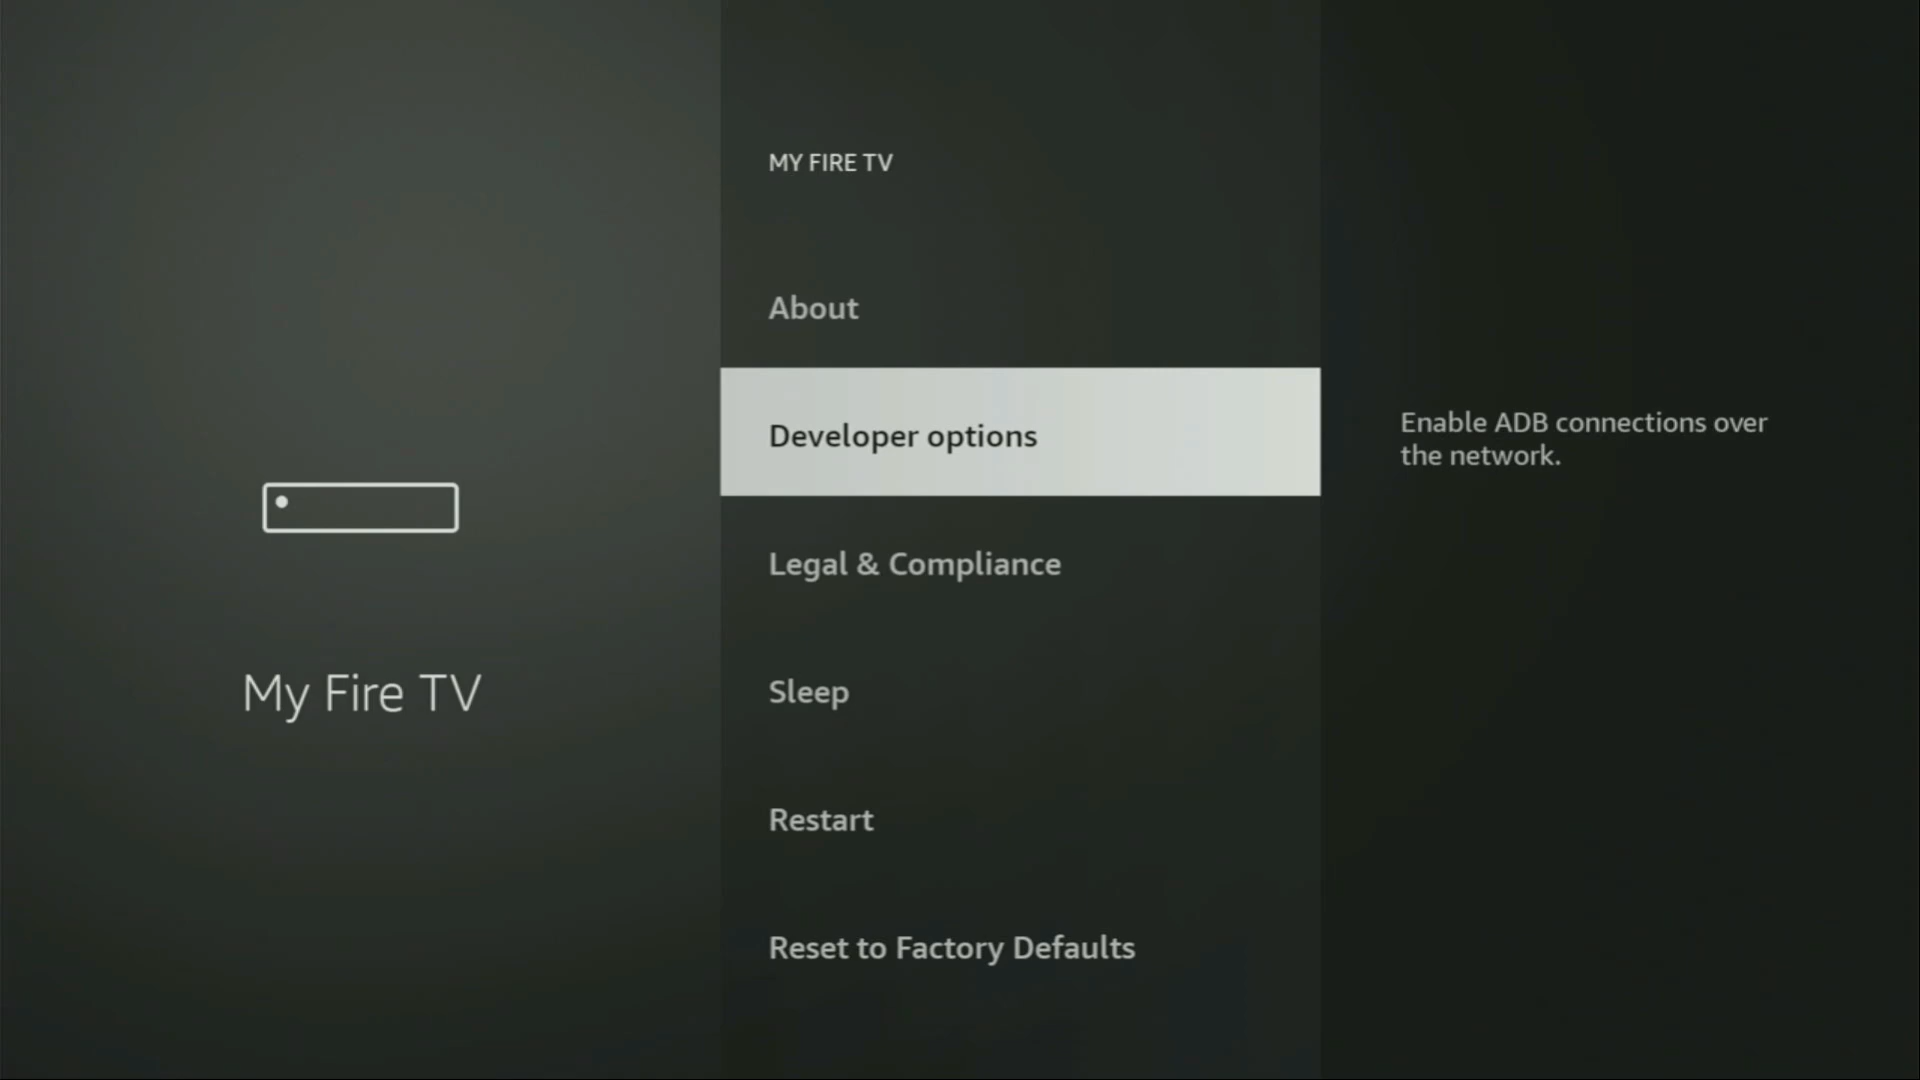 MY FIRE TV
About
Developer options
Legal & Compliance
Sleep
Restart
Reset to Factory Defaults
My Fire TV
Enable ADB connections over
the network.